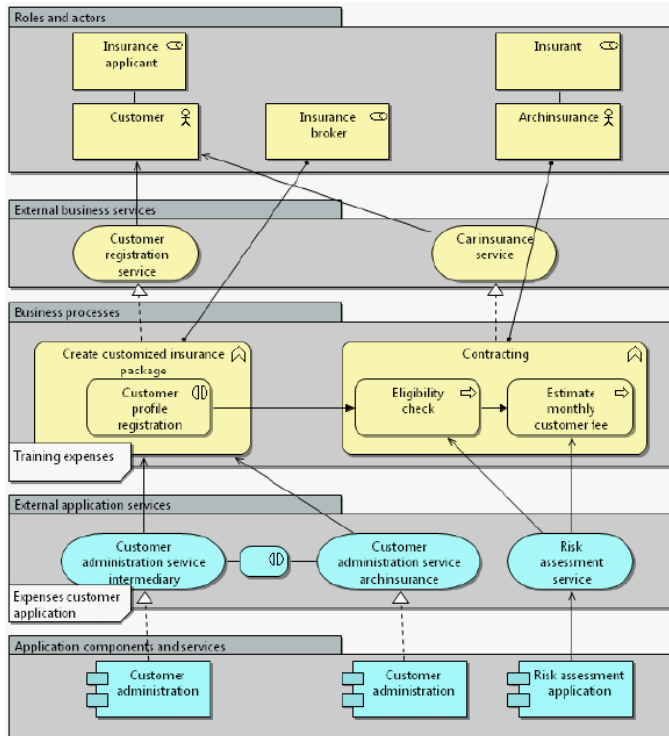 Roles and actors
Insurance
applicant
Insurant
Customer
Insurance
broker
Archinsurance
External business services
Customer
registration
service
Car insurance
service
Business processes
Create customized insurance
package
Contracting
Customer
profile
registration
Eligibility
check
Estimate
monthly
customer fee
Training expenses
External application services
Customer
administration service
intermediary
Customer
administration service
archinsurance
Risk
assessment
service
Expenses customer
application
Application components and services
Customer
administration
Customer
administration
Risk assessment
application